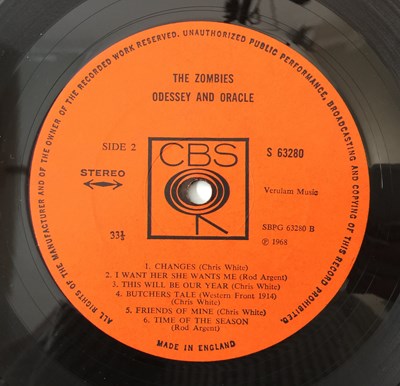 ALL RIGHTS OF THE MANUFACTURER AND OF THE OWNER OF THE RECORDED WORK RESERVED. UNAUTHORIZED PUBLIC PERFORMANCE, BROADCASTING AND COPYING OF THIS RECORD PROHIBITED.
THE ZOMBIES
ODESSEY AND ORACLE
SIDE 2
CBS
S 63280
STEREO
Verulam Music
33⅓
SBPG 63280 B
℗ 1968
1. CHANGES (Chris White)
2. I WANT HER SHE WANTS ME (Rod Argent)
3. THIS WILL BE OUR YEAR (Chris White)
4. BUTCHERS TALE (Western Front 1914)
(Chris White)
5. FRIENDS OF MINE (Chris White)
6. TIME OF THE SEASON
(Rod Argent)
MADE IN ENGLAND